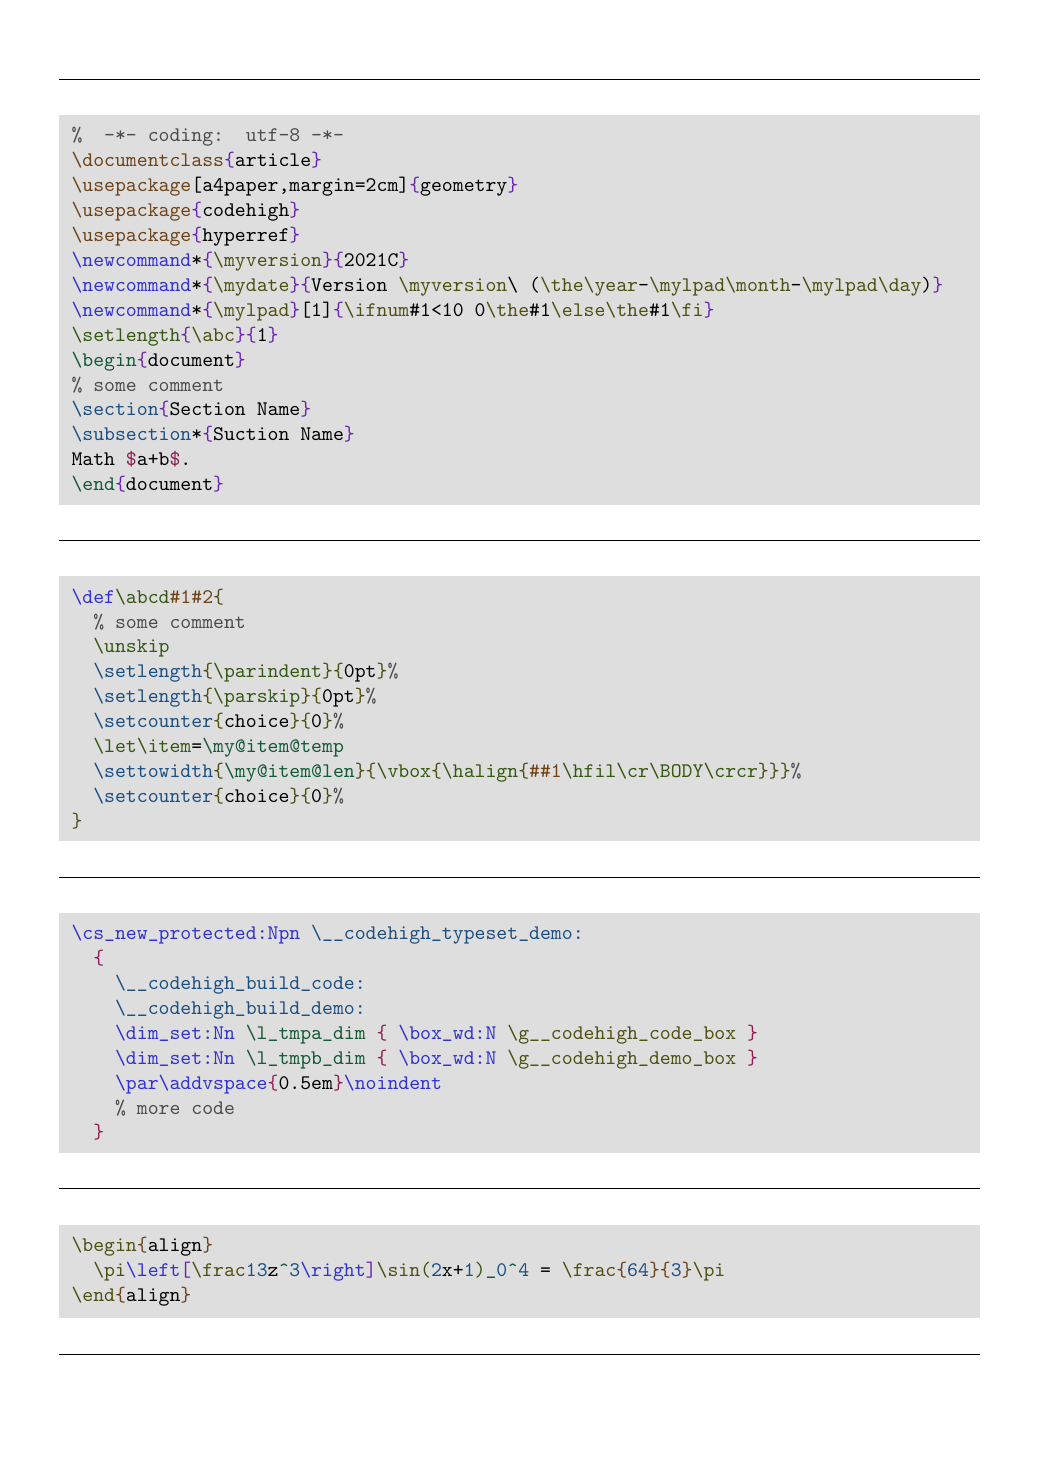 %  -*- coding:  utf-8 -*-
\documentclass{article}
\usepackage[a4paper,margin=2cm]{geometry}
\usepackage{codehigh}
\usepackage{hyperref}
\newcommand*{\myversion}{2021C}
\newcommand*{\mydate}{Version \myversion\ (\the\year-\mylpad\month-\mylpad\day)}
\newcommand*{\mylpad}[1]{\ifnum#1<10 0\the#1\else\the#1\fi}
\setlength{\abc}{1}
\begin{document}
% some comment
\section{Section Name}
\subsection*{Suction Name}
Math $a+b$.
\end{document}
\def\abcd#1#2{
  % some comment
  \unskip
  \setlength{\parindent}{0pt}%
  \setlength{\parskip}{0pt}%
  \setcounter{choice}{0}%
  \let\item=\my@item@temp
  \settowidth{\my@item@len}{\vbox{\halign{##1\hfil\cr\BODY\crcr}}}%
  \setcounter{choice}{0}%
}
\cs_new_protected:Npn \__codehigh_typeset_demo:
  {
    \__codehigh_build_code:
    \__codehigh_build_demo:
    \dim_set:Nn \l_tmpa_dim { \box_wd:N \g__codehigh_code_box }
    \dim_set:Nn \l_tmpb_dim { \box_wd:N \g__codehigh_demo_box }
    \par\addvspace{0.5em}\noindent
    % more code
  }
\begin{align}
  \pi\left[\frac13z^3\right]\sin(2x+1)_0^4 = \frac{64}{3}\pi
\end{align}